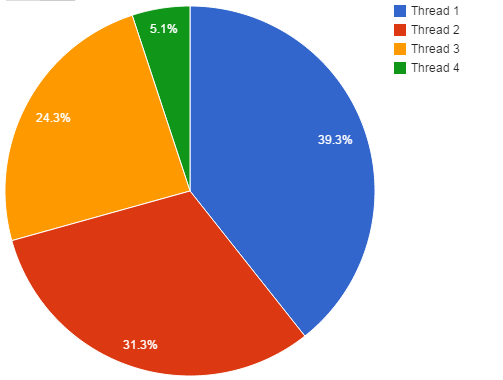 5.1%
39.3%
24.3%
31.3%
Thread 1
Thread 2
Thread 3
Thread 4